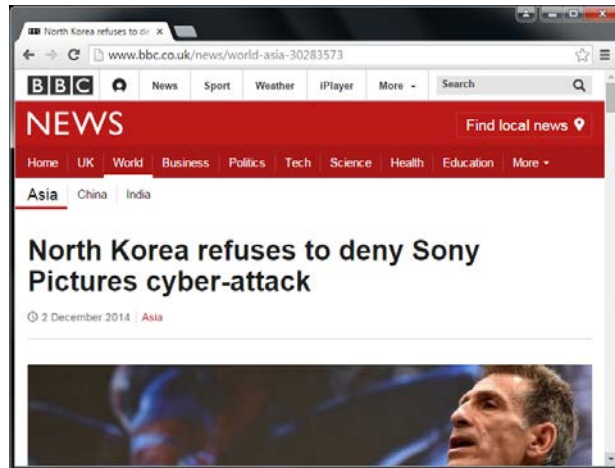 BBC North Korea refuses to de
www.bbc.co.uk/news/world-asia-30283573
BBC News Sport Weather iPlayer More Search
NEWS Find local news
Home UK World Business Politics Tech Science Health Education More
Asia China India
North Korea refuses to deny Sony
Pictures cyber-attack
2 December 2014 Asia